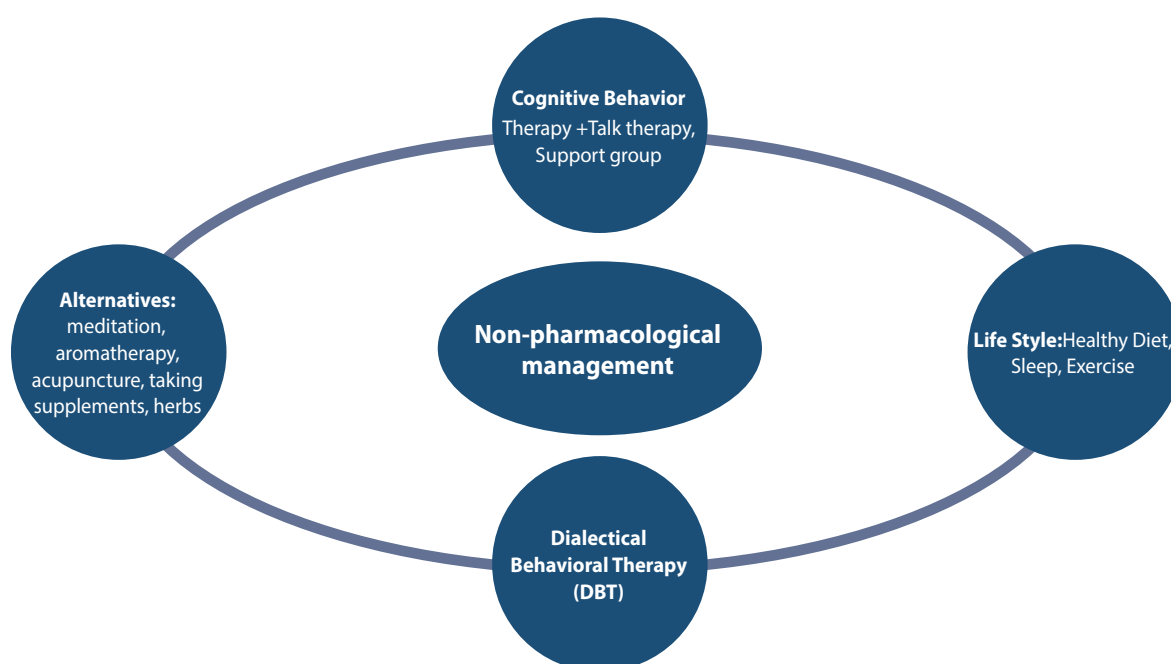 Cognitive Behavior
Therapy +Talk therapy,
Support group
Alternatives:
meditation,
aromatherapy,
acupuncture, taking
supplements, herbs
Non-pharmacological
management
Life Style:Healthy Diet,
Sleep, Exercise
Dialectical
Behavioral Therapy
(DBT)